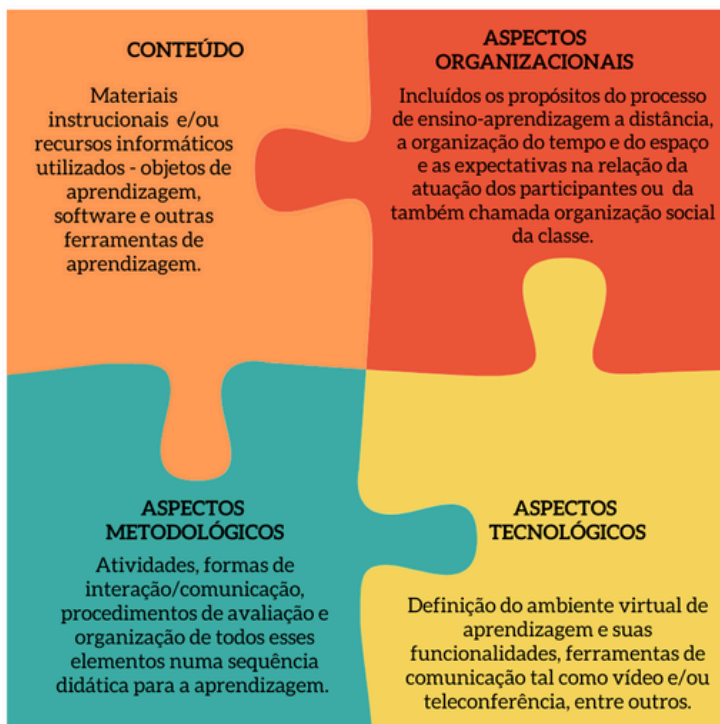 CONTEÚDO
Materiais
instrucionais e/ou
recursos informáticos
utilizados - objetos de
aprendizagem,
software e outras
ferramentas de
aprendizagem.
ASPECTOS
ORGANIZACIONAIS
Incluídos os propósitos do processo
de ensino-aprendizagem a distância,
a organização do tempo e do espaço
e as expectativas na relação da
atuação dos participantes ou da
também chamada organização social
da classe.
ASPECTOS
METODOLÓGICOS
Atividades, formas de
interação/comunicação,
procedimentos de avaliação e
organização de todos esses
elementos numa sequência
didática para a aprendizagem.
ASPECTOS
TECNOLÓGICOS
Definição do ambiente virtual de
aprendizagem e suas
funcionalidades, ferramentas de
comunicação tal como vídeo e/ou
teleconferência, entre outros.